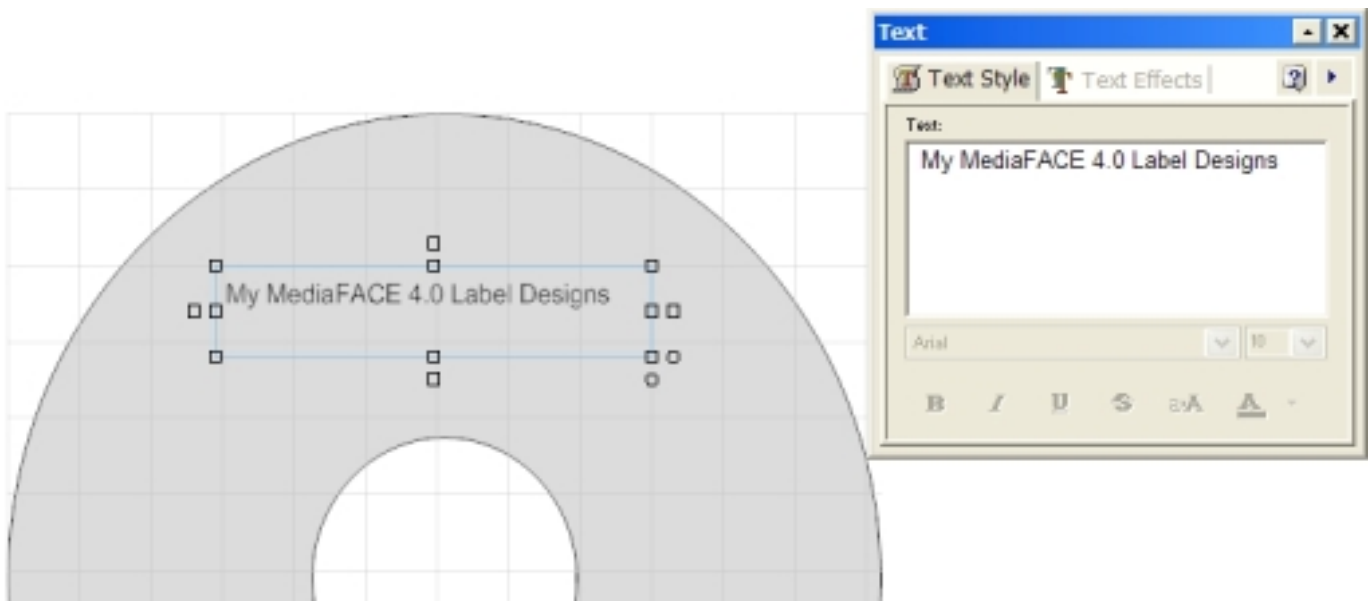 Text
Text Style
Text Effects
Text:
My MediaFACE 4.0 Label Designs
My MediaFACE 4.0 Label Designs
Arial
10
B I U S aA A